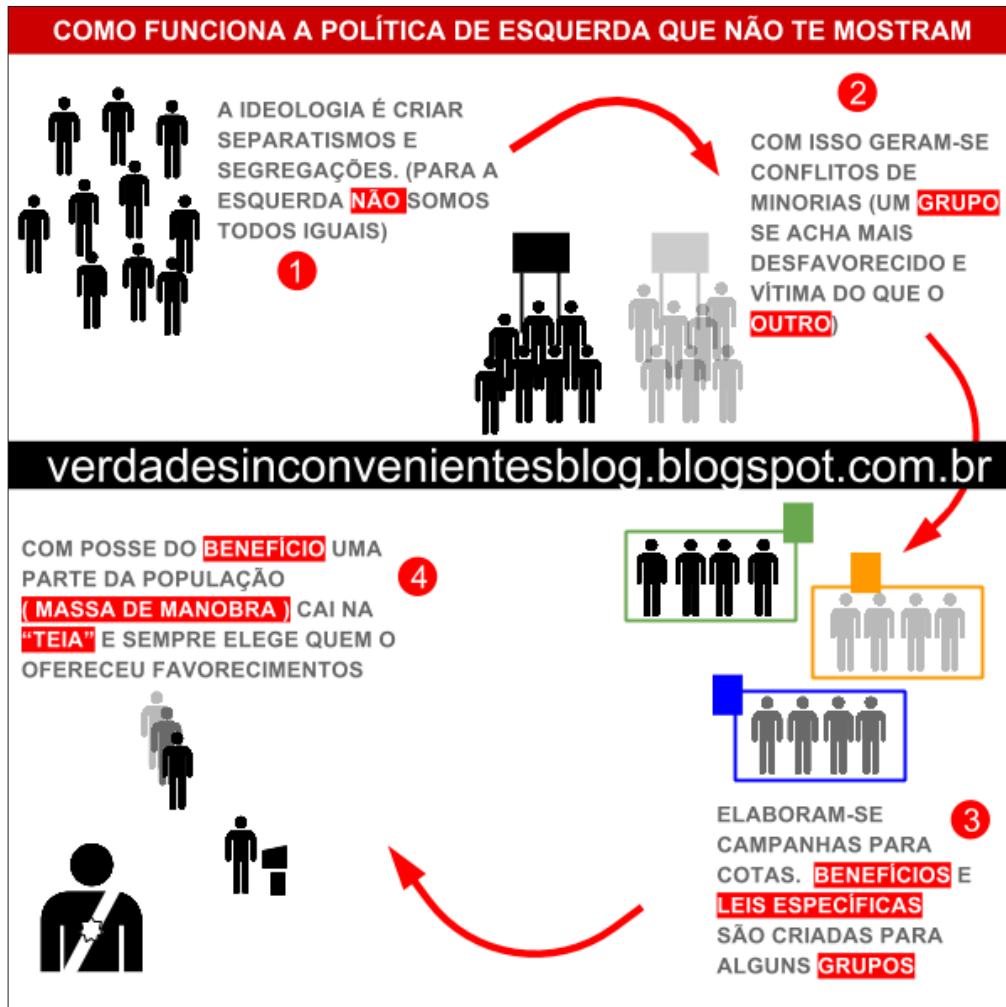 COMO FUNCIONA A POLÍTICA DE ESQUERDA QUE NÃO TE MOSTRAM
A IDEOLOGIA É CRIAR
SEPARATISMOS E
SEGREGAÇÕES. (PARA A
ESQUERDA NÃO SOMOS
TODOS IGUAIS)
1
2
COM ISSO GERAM-SE
CONFLITOS DE
MINORIAS (UM GRUPO
SE ACHA MAIS
DESFAVORECIDO E
VÍTIMA DO QUE O
OUTRO)
verdadesinconvenientesblog.blogspot.com.br
3
ELABORAM-SE
CAMPANHAS PARA
COTAS. BENEFÍCIOS E
LEIS ESPECÍFICAS
SÃO CRIADAS PARA
ALGUNS GRUPOS
4
COM POSSE DO BENEFÍCIO UMA
PARTE DA POPULAÇÃO
( MASSA DE MANOBRA ) CAI NA
“TEIA” E SEMPRE ELEGE QUEM O
OFERECEU FAVORECIMENTOS